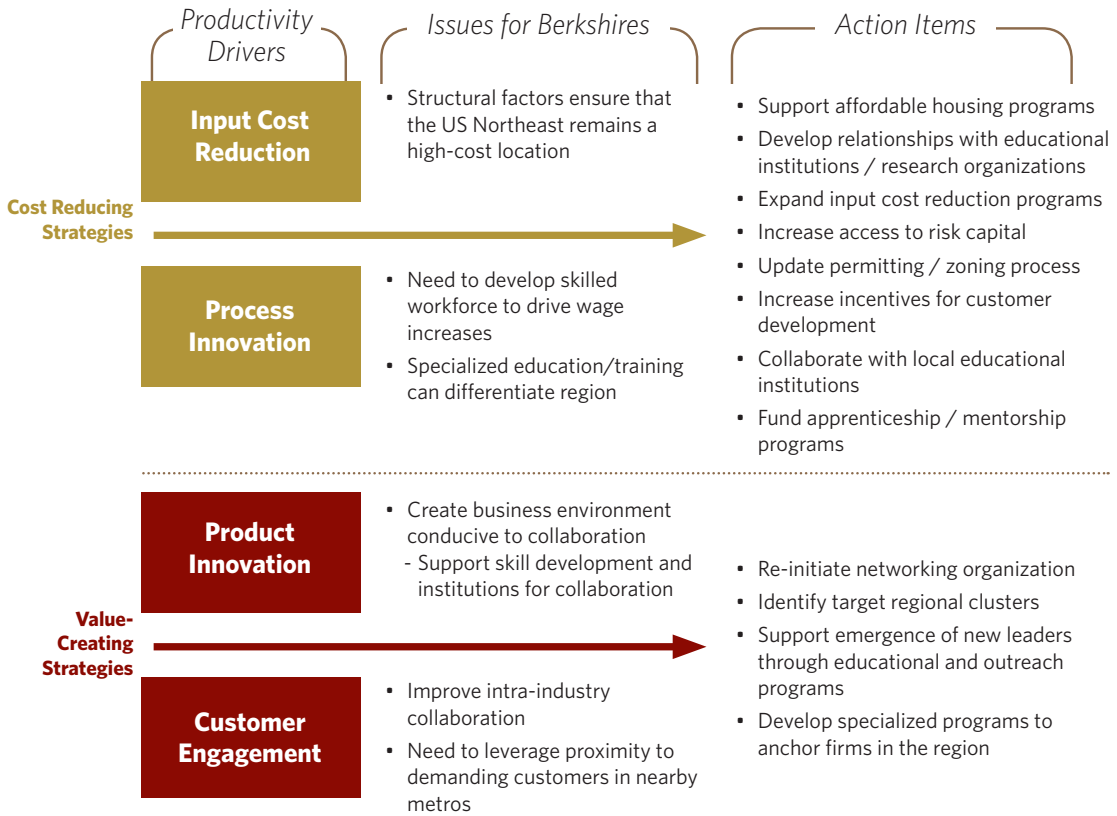 Productivity
Drivers
Issues for Berkshires
Action Items
Cost Reducing
Strategies
Input Cost
Reduction
• Structural factors ensure that
the US Northeast remains a
high-cost location
Process
Innovation
• Need to develop skilled
workforce to drive wage
increases
• Specialized education/training
can differentiate region
• Support affordable housing programs
• Develop relationships with educational
institutions / research organizations
• Expand input cost reduction programs
• Increase access to risk capital
• Update permitting / zoning process
• Increase incentives for customer
development
• Collaborate with local educational
institutions
• Fund apprenticeship / mentorship
programs
Value-
Creating
Strategies
Product
Innovation
• Create business environment
conducive to collaboration
- Support skill development and
institutions for collaboration
Customer
Engagement
• Improve intra-industry
collaboration
• Need to leverage proximity to
demanding customers in nearby
metros
• Re-initiate networking organization
• Identify target regional clusters
• Support emergence of new leaders
through educational and outreach
programs
• Develop specialized programs to
anchor firms in the region